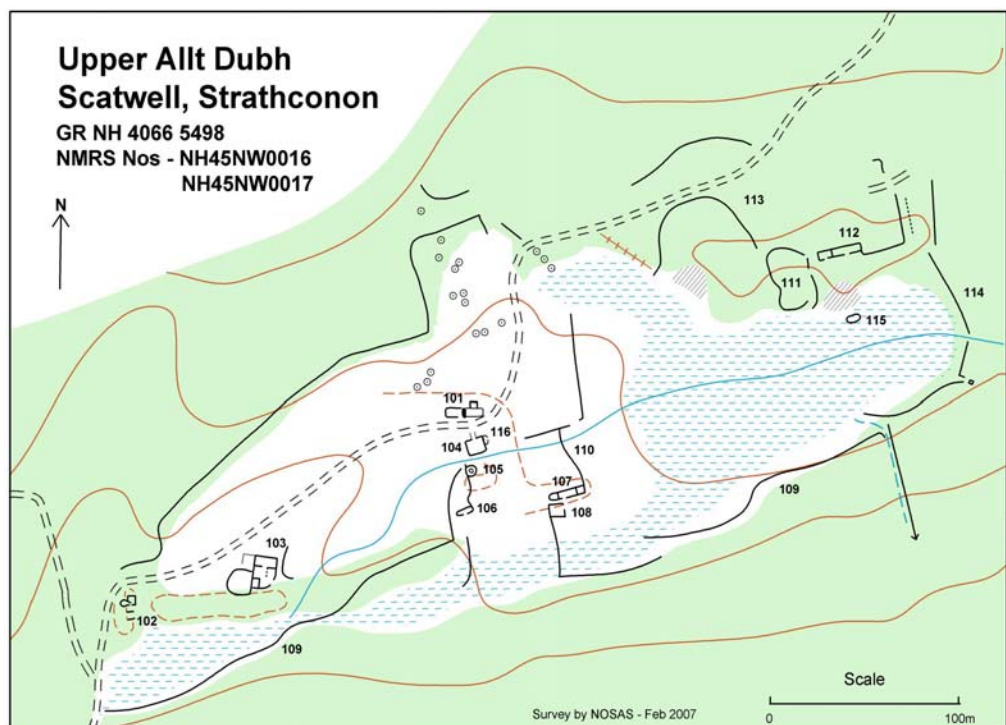 Upper Allt Dubh
Scatwell, Strathconon
GR NH 4066 5498
NMRS Nos - NH45NW0016
NH45NW0017
N
113
112
111
114
115
101
116
104
110
105
107
106
108
109
103
102
109
Scale
0 100m
Survey by NOSAS - Feb 2007